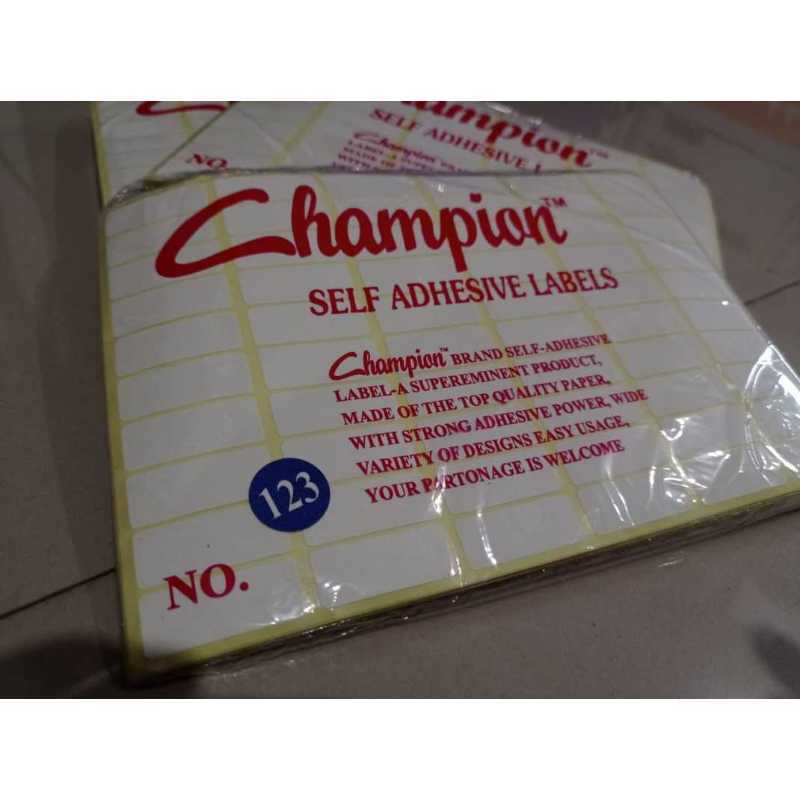 Champion™
SELF ADHESIVE L
Champion
NO.
Champion™
SELF ADHESIVE LABELS
Champion™ BRAND SELF-ADHESIVE
LABEL-A SUPEREMINENT PRODUCT,
MADE OF THE TOP QUALITY PAPER,
WITH STRONG ADHESIVE POWER, WIDE
VARIETY OF DESIGNS EASY USAGE,
YOUR PARTONAGE IS WELCOME
123
NO.